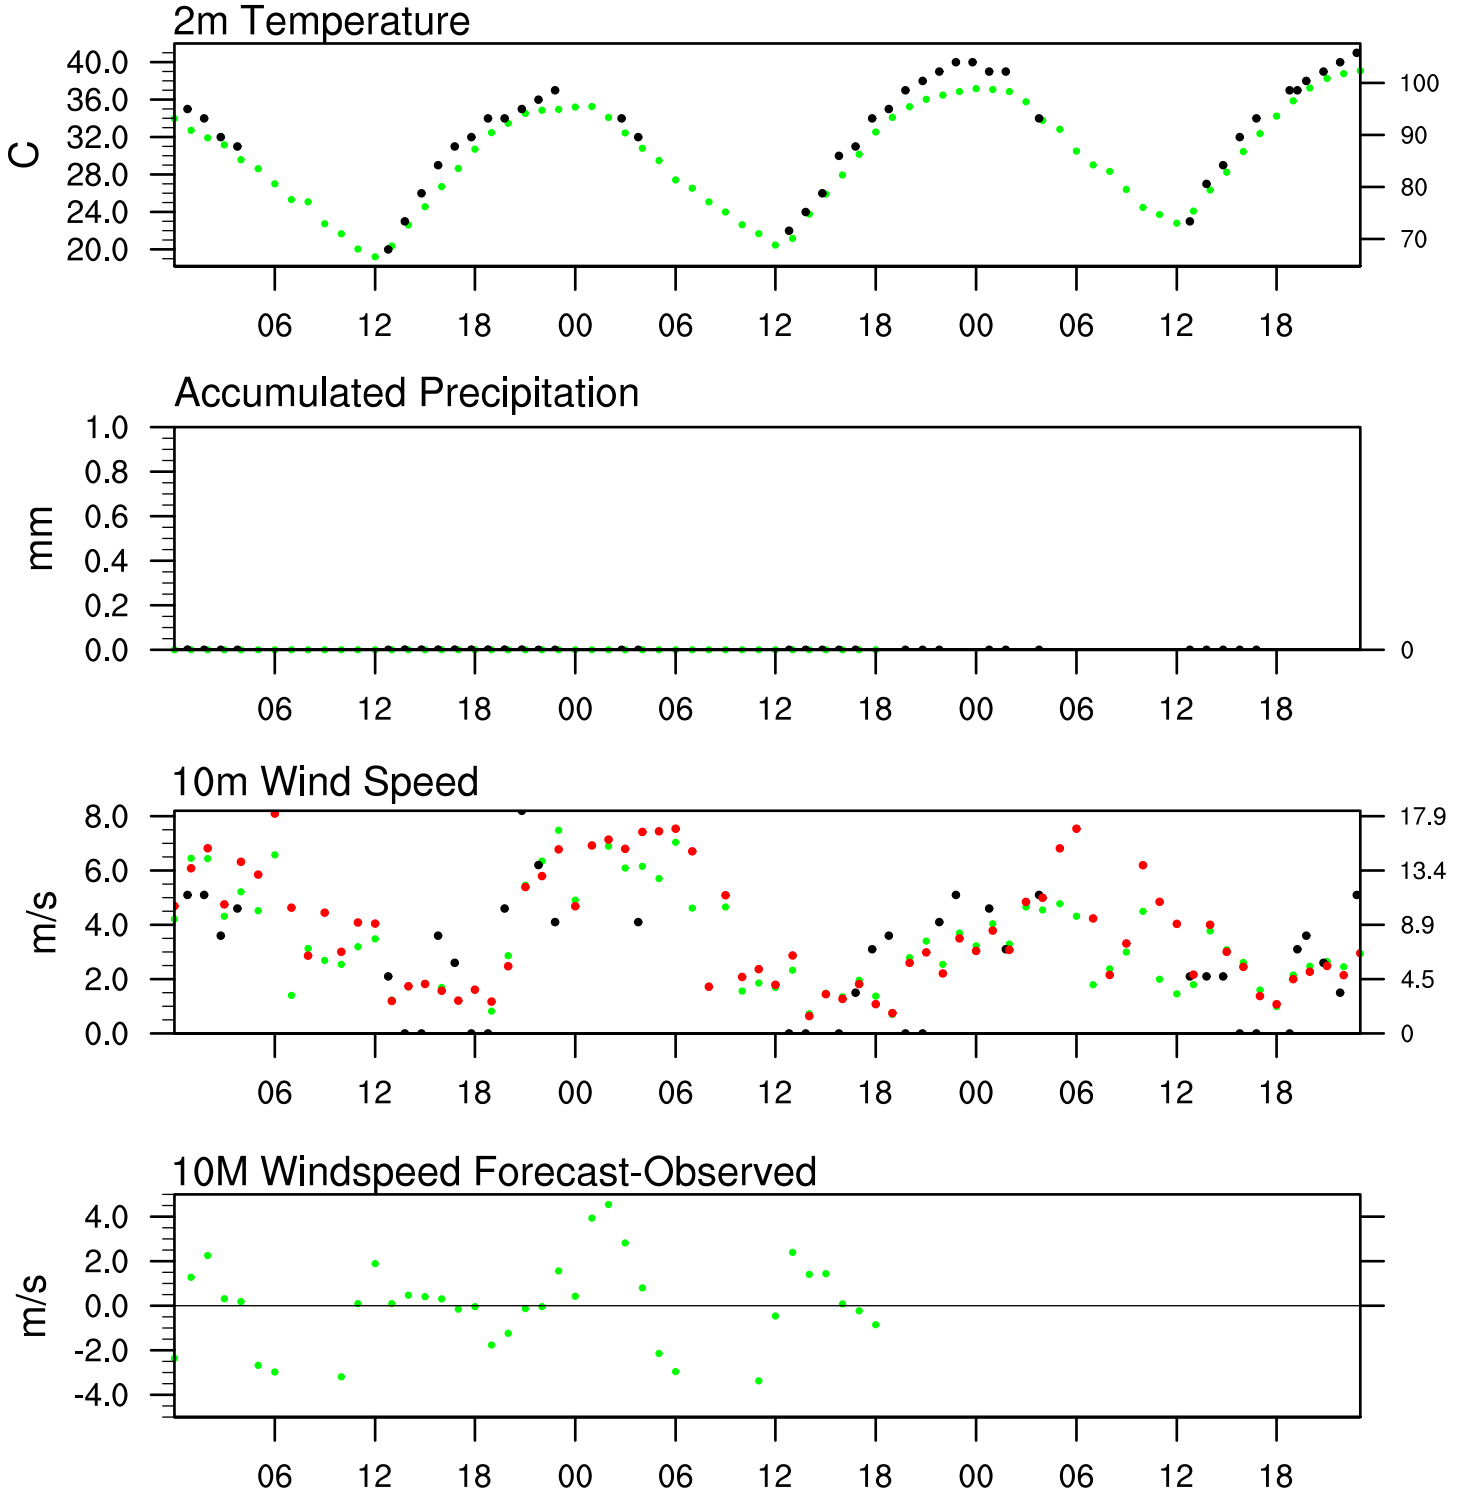 2m Temperature
40.0
36.0
32.0
28.0
24.0
20.0
C
100
90
80
70
06 12 18 00 06 12 18 00 06 12 18
Accumulated Precipitation
1.0
0.8
0.6
0.4
0.2
0.0
mm
0
06 12 18 00 06 12 18 00 06 12 18
10m Wind Speed
8.0
6.0
4.0
2.0
0.0
m/s
17.9
13.4
8.9
4.5
0
06 12 18 00 06 12 18 00 06 12 18
10M Windspeed Forecast-Observed
4.0
2.0
0.0
-2.0
-4.0
m/s
06 12 18 00 06 12 18 00 06 12 18